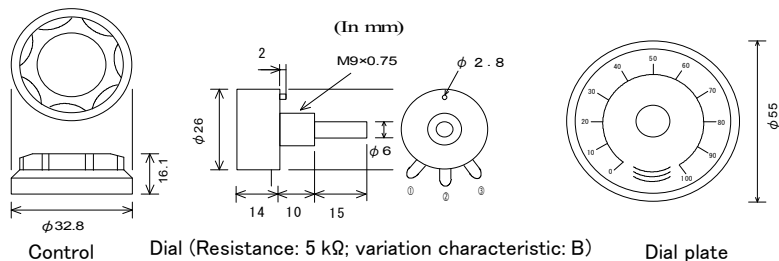 (In mm)
2
M9×0.75
φ 2.8
φ26
φ6
14
10
15
①
②
③
16.1
φ32.8
0
10
20
30
40
50
60
70
80
90
100
φ55
Control
Dial (Resistance: 5 kΩ; variation characteristic: B)
Dial plate